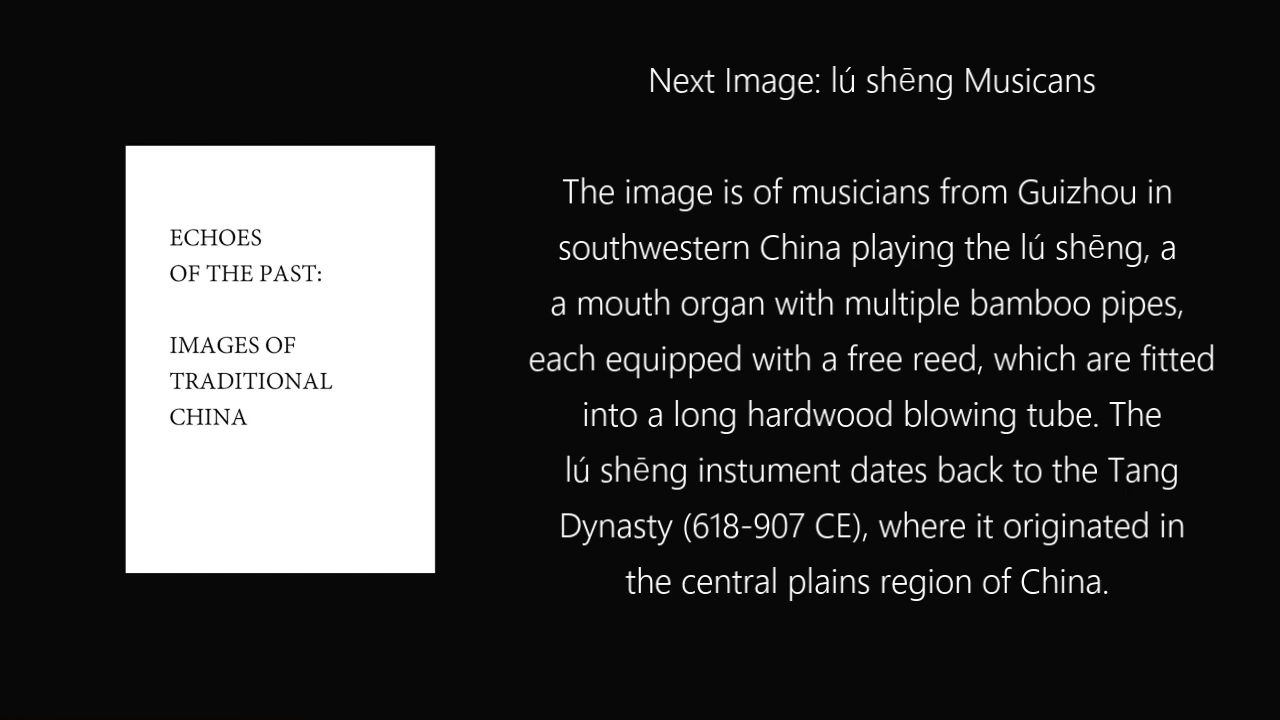 ECHOES
OF THE PAST:
IMAGES OF
TRADITIONAL
CHINA
Next Image: lú shēng Musicans
The image is of musicians from Guizhou in
southwestern China playing the lú shēng, a
a mouth organ with multiple bamboo pipes,
each equipped with a free reed, which are fitted
into a long hardwood blowing tube. The
lú shēng instument dates back to the Tang
Dynasty (618-907 CE), where it originated in
the central plains region of China.